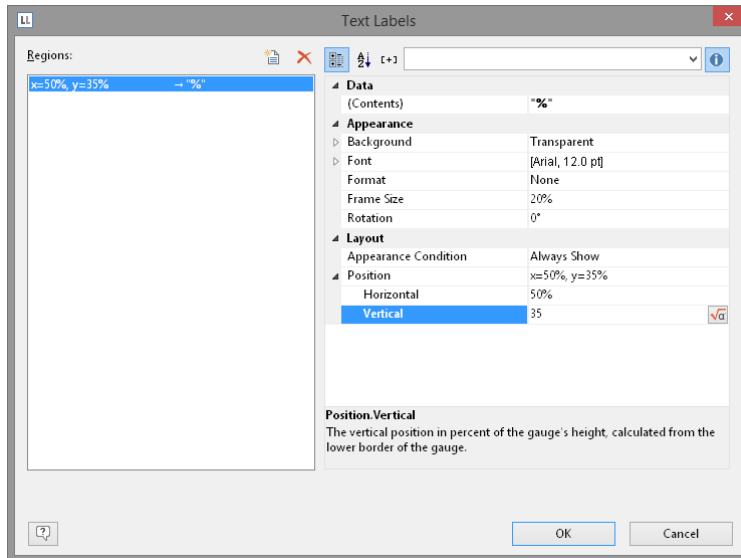 LL
Text Labels
Regions:
x=50%, y=35% → "%"
Data
(Contents) "%"
Appearance
Background Transparent
Font [Arial, 12.0 pt]
Format None
Frame Size 20%
Rotation 0°
Layout
Appearance Condition Always Show
Position x=50%, y=35%
Horizontal 50%
Vertical 35
Position.Vertical
The vertical position in percent of the gauge's height, calculated from the
lower border of the gauge.
OK Cancel